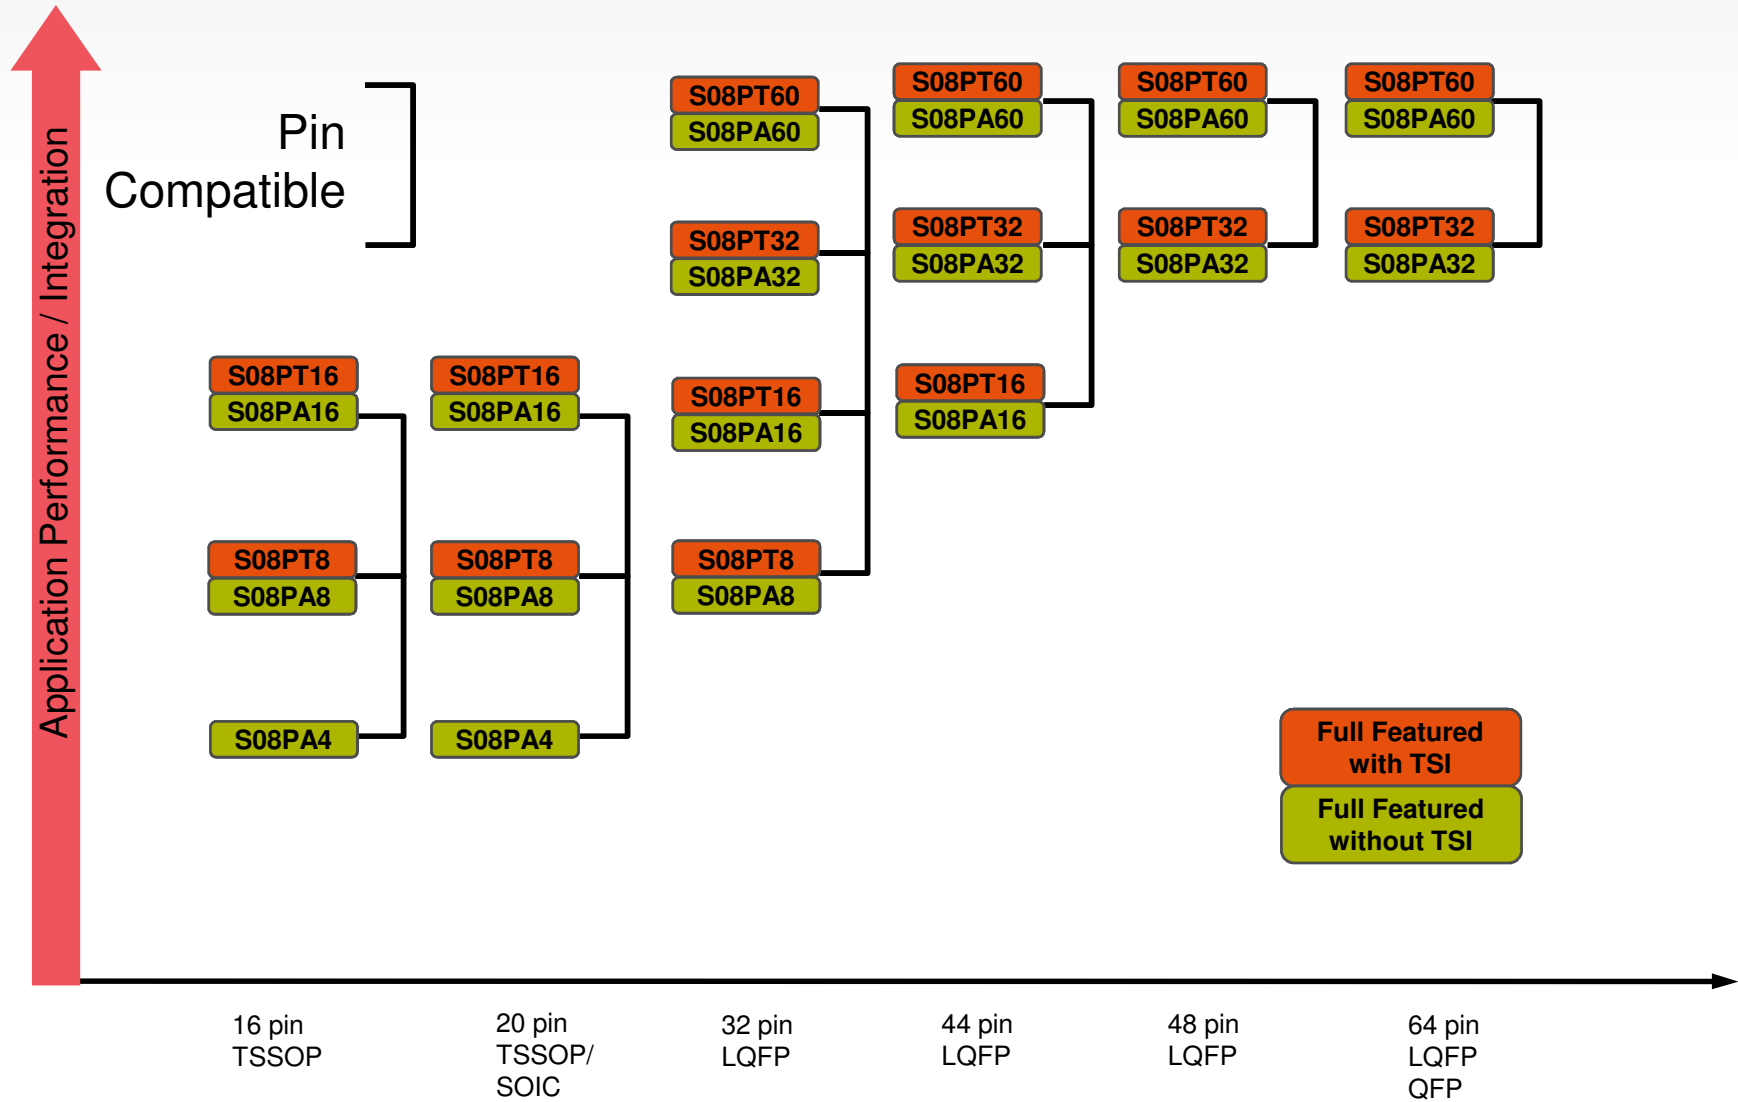 Application Performance / Integration
Pin
Compatible
S08PT16
S08PA16
S08PT8
S08PA8
S08PA4
S08PT16
S08PA16
S08PT8
S08PA8
S08PA4
S08PT60
S08PA60
S08PT32
S08PA32
S08PT16
S08PA16
S08PT8
S08PA8
S08PT60
S08PA60
S08PT32
S08PA32
S08PT16
S08PA16
S08PT60
S08PA60
S08PT32
S08PA32
S08PT60
S08PA60
S08PT32
S08PA32
Full Featured
with TSI
Full Featured
without TSI
16 pin
TSSOP
20 pin
TSSOP/
SOIC
32 pin
LQFP
44 pin
LQFP
48 pin
LQFP
64 pin
LQFP
QFP